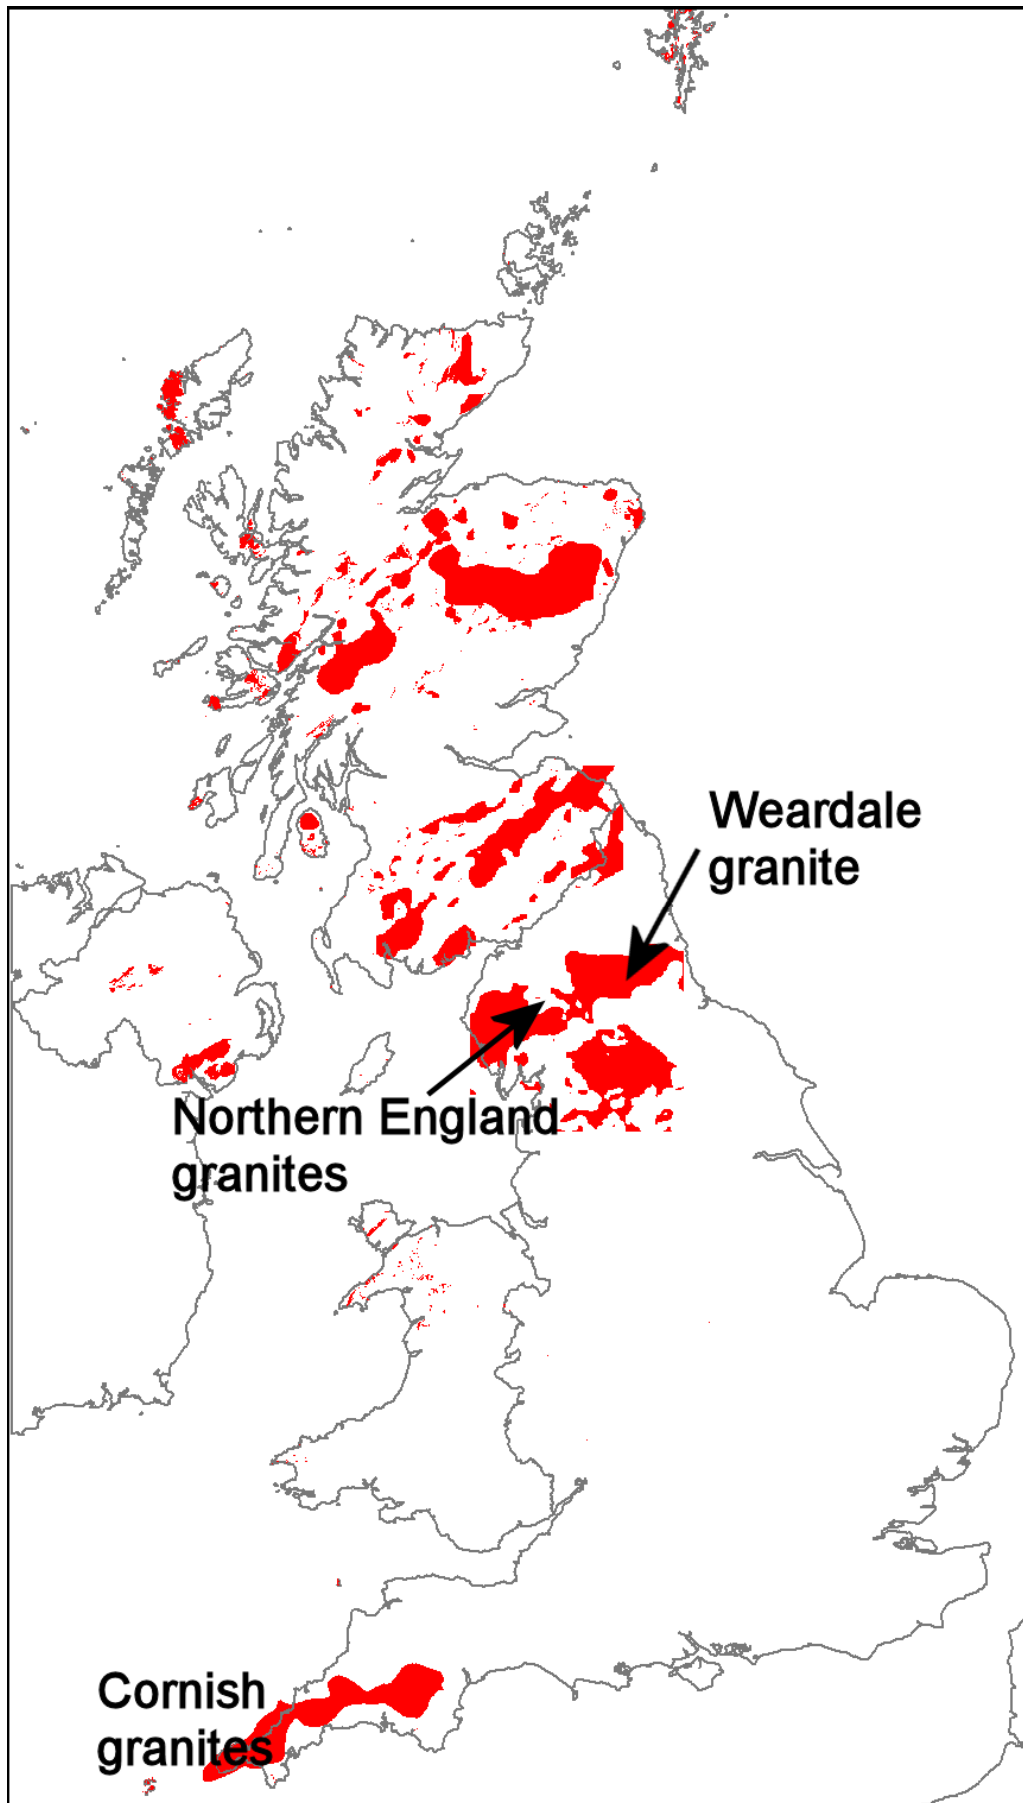 Weardale
granite
Northern England
granites
Cornish
granites